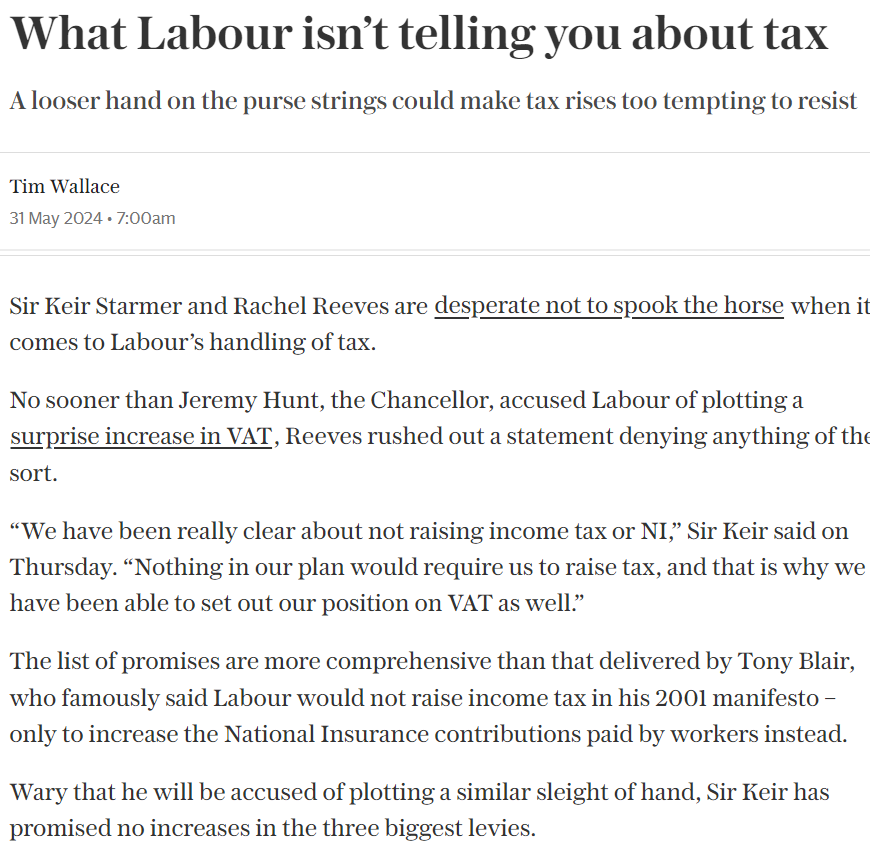 What Labour isn’t telling you about tax
A looser hand on the purse strings could make tax rises too tempting to resist
Tim Wallace
31 May 2024 • 7:00am
Sir Keir Starmer and Rachel Reeves are desperate not to spook the horse when it
comes to Labour’s handling of tax.
No sooner than Jeremy Hunt, the Chancellor, accused Labour of plotting a
surprise increase in VAT, Reeves rushed out a statement denying anything of the
sort.
“We have been really clear about not raising income tax or NI,” Sir Keir said on
Thursday. “Nothing in our plan would require us to raise tax, and that is why we
have been able to set out our position on VAT as well.”
The list of promises are more comprehensive than that delivered by Tony Blair,
who famously said Labour would not raise income tax in his 2001 manifesto –
only to increase the National Insurance contributions paid by workers instead.
Wary that he will be accused of plotting a similar sleight of hand, Sir Keir has
promised no increases in the three biggest levies.